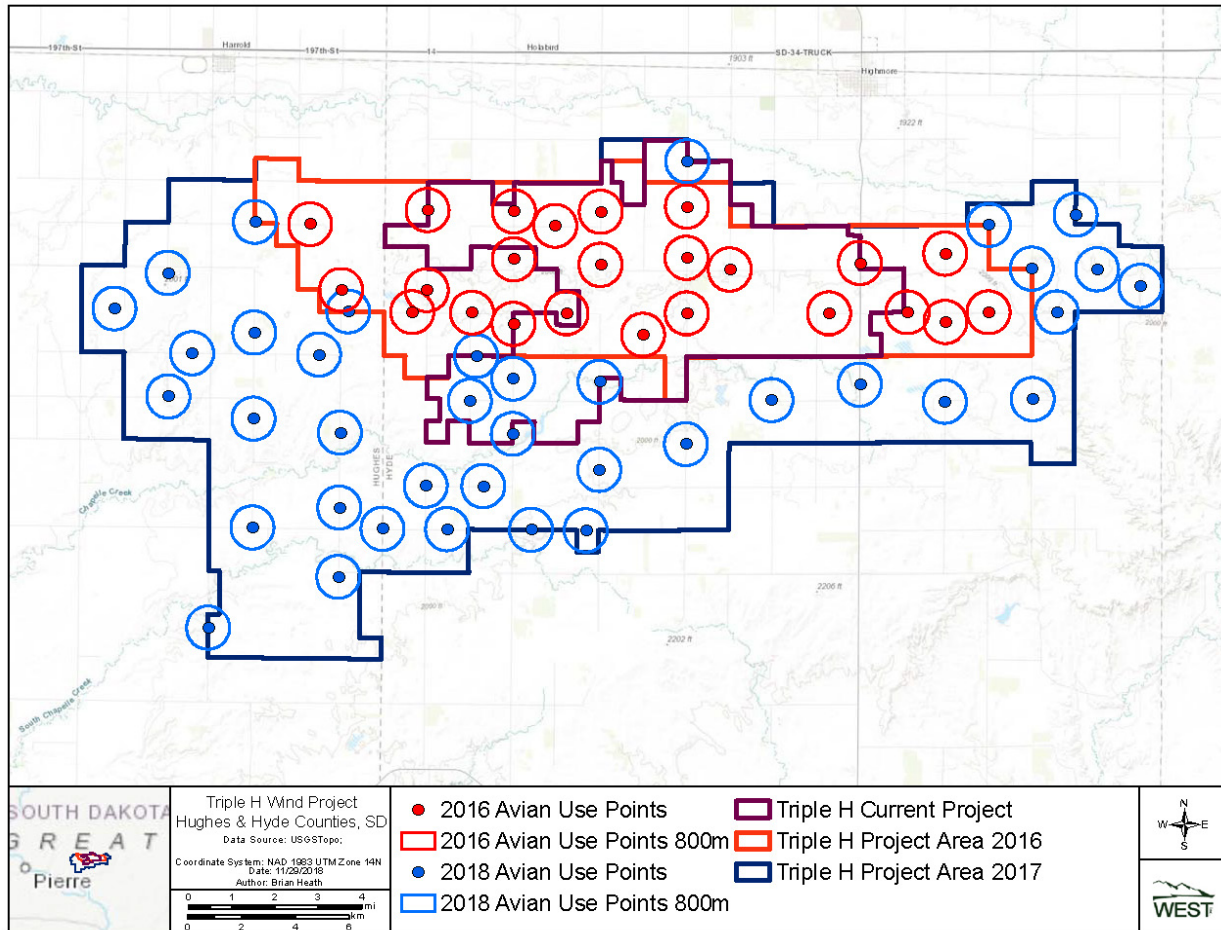 197th-St
Harrold
197th-St
14
Holabird
SD-34-TRUCK
1903 ft
Highmore
1922 ft
2001
2000 ft
2000 ft
HUGHES
HYDE
Chapelle Creek
2206 ft
2202 ft
South Chapelle Creek
SOUTH DAKOTA
GREAT
Pierre
Triple H Wind Project
Hughes & Hyde Counties, SD
Data Source: USGSTopo;
Coordinate System: NAD 1983 UTM Zone 14N
Date: 11/29/2018
Author: Brian Heath
0 1 2 3 4
mi
km
0 2 4 6
2016 Avian Use Points
2016 Avian Use Points 800m
2018 Avian Use Points
2018 Avian Use Points 800m
Triple H Current Project
Triple H Project Area 2016
Triple H Project Area 2017
N
W E
S
WEST